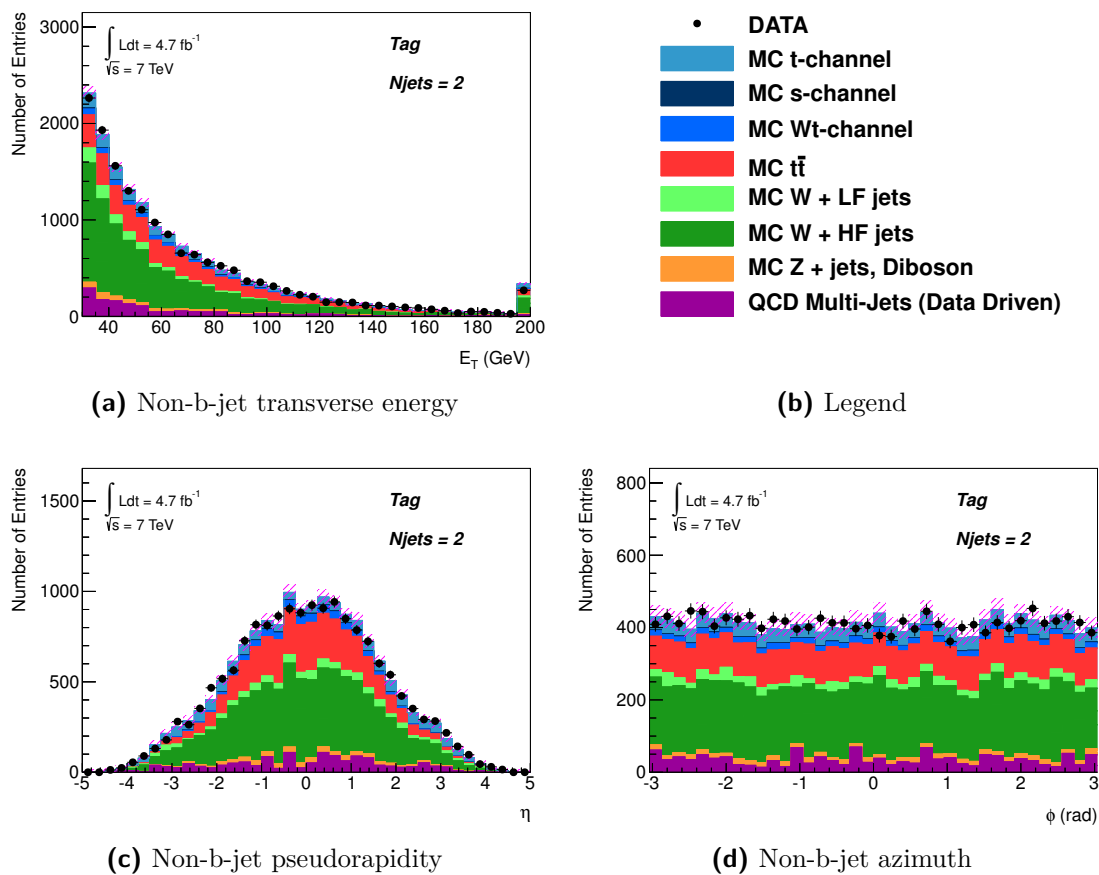 Number of Entries
3000
2000
1000
0
∫ Ldt = 4.7 fb⁻¹
√s = 7 TeV
Tag
Njets = 2
40 60 80 100 120 140 160 180 200
E_T (GeV)
(a) Non-b-jet transverse energy
DATA
MC t-channel
MC s-channel
MC Wt-channel
MC tt̄
MC W + LF jets
MC W + HF jets
MC Z + jets, Diboson
QCD Multi-Jets (Data Driven)
(b) Legend
Number of Entries
1500
1000
500
0
∫ Ldt = 4.7 fb⁻¹
√s = 7 TeV
Tag
Njets = 2
-5 -4 -3 -2 -1 0 1 2 3 4 5
η
(c) Non-b-jet pseudorapidity
Number of Entries
800
600
400
200
0
∫ Ldt = 4.7 fb⁻¹
√s = 7 TeV
Tag
Njets = 2
-3 -2 -1 0 1 2 3
ϕ (rad)
(d) Non-b-jet azimuth